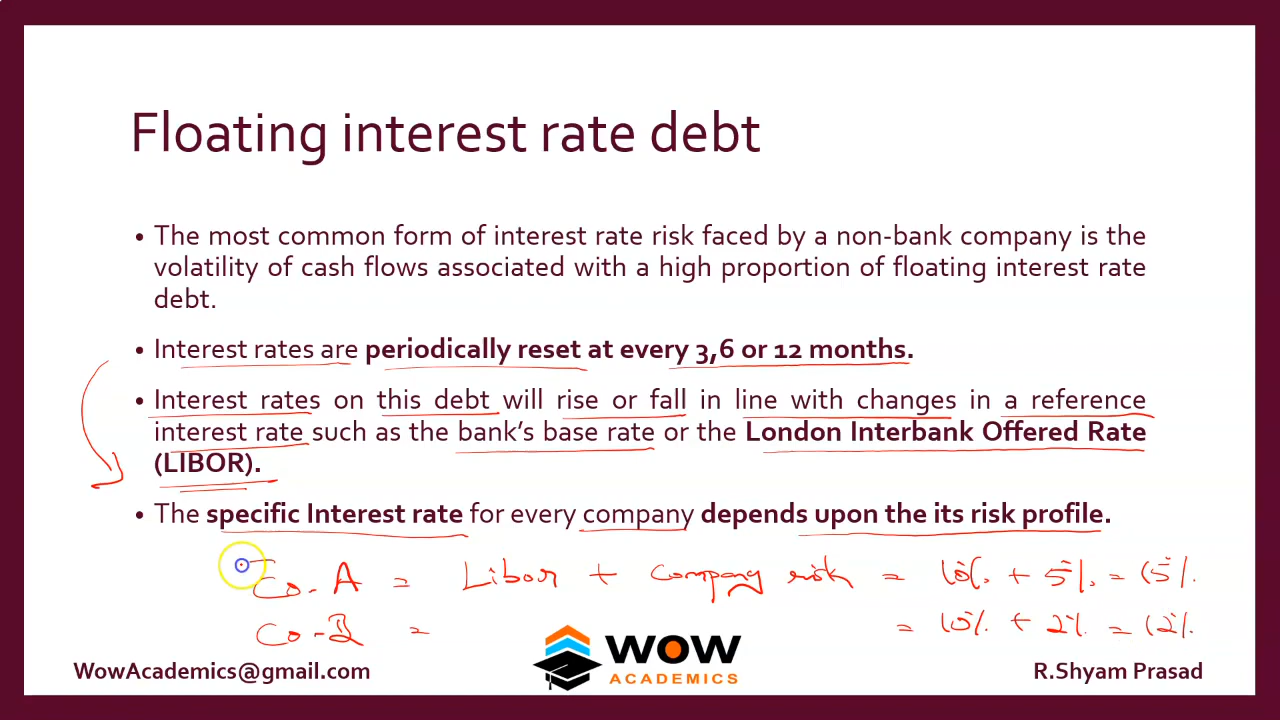 Floating interest rate debt
• The most common form of interest rate risk faced by a non-bank company is the
volatility of cash flows associated with a high proportion of floating interest rate
debt.
• Interest rates are periodically reset at every 3,6 or 12 months.
• Interest rates on this debt will rise or fall in line with changes in a reference
interest rate such as the bank's base rate or the London Interbank Offered Rate
(LIBOR).
• The specific Interest rate for every company depends upon the its risk profile.
Co-A = Libor + Company risk = 10% + 5% = 15%
Co-B = = 10% + 2% = 12%
WOW
ACADEMICS
WowAcademics@gmail.com R.Shyam Prasad